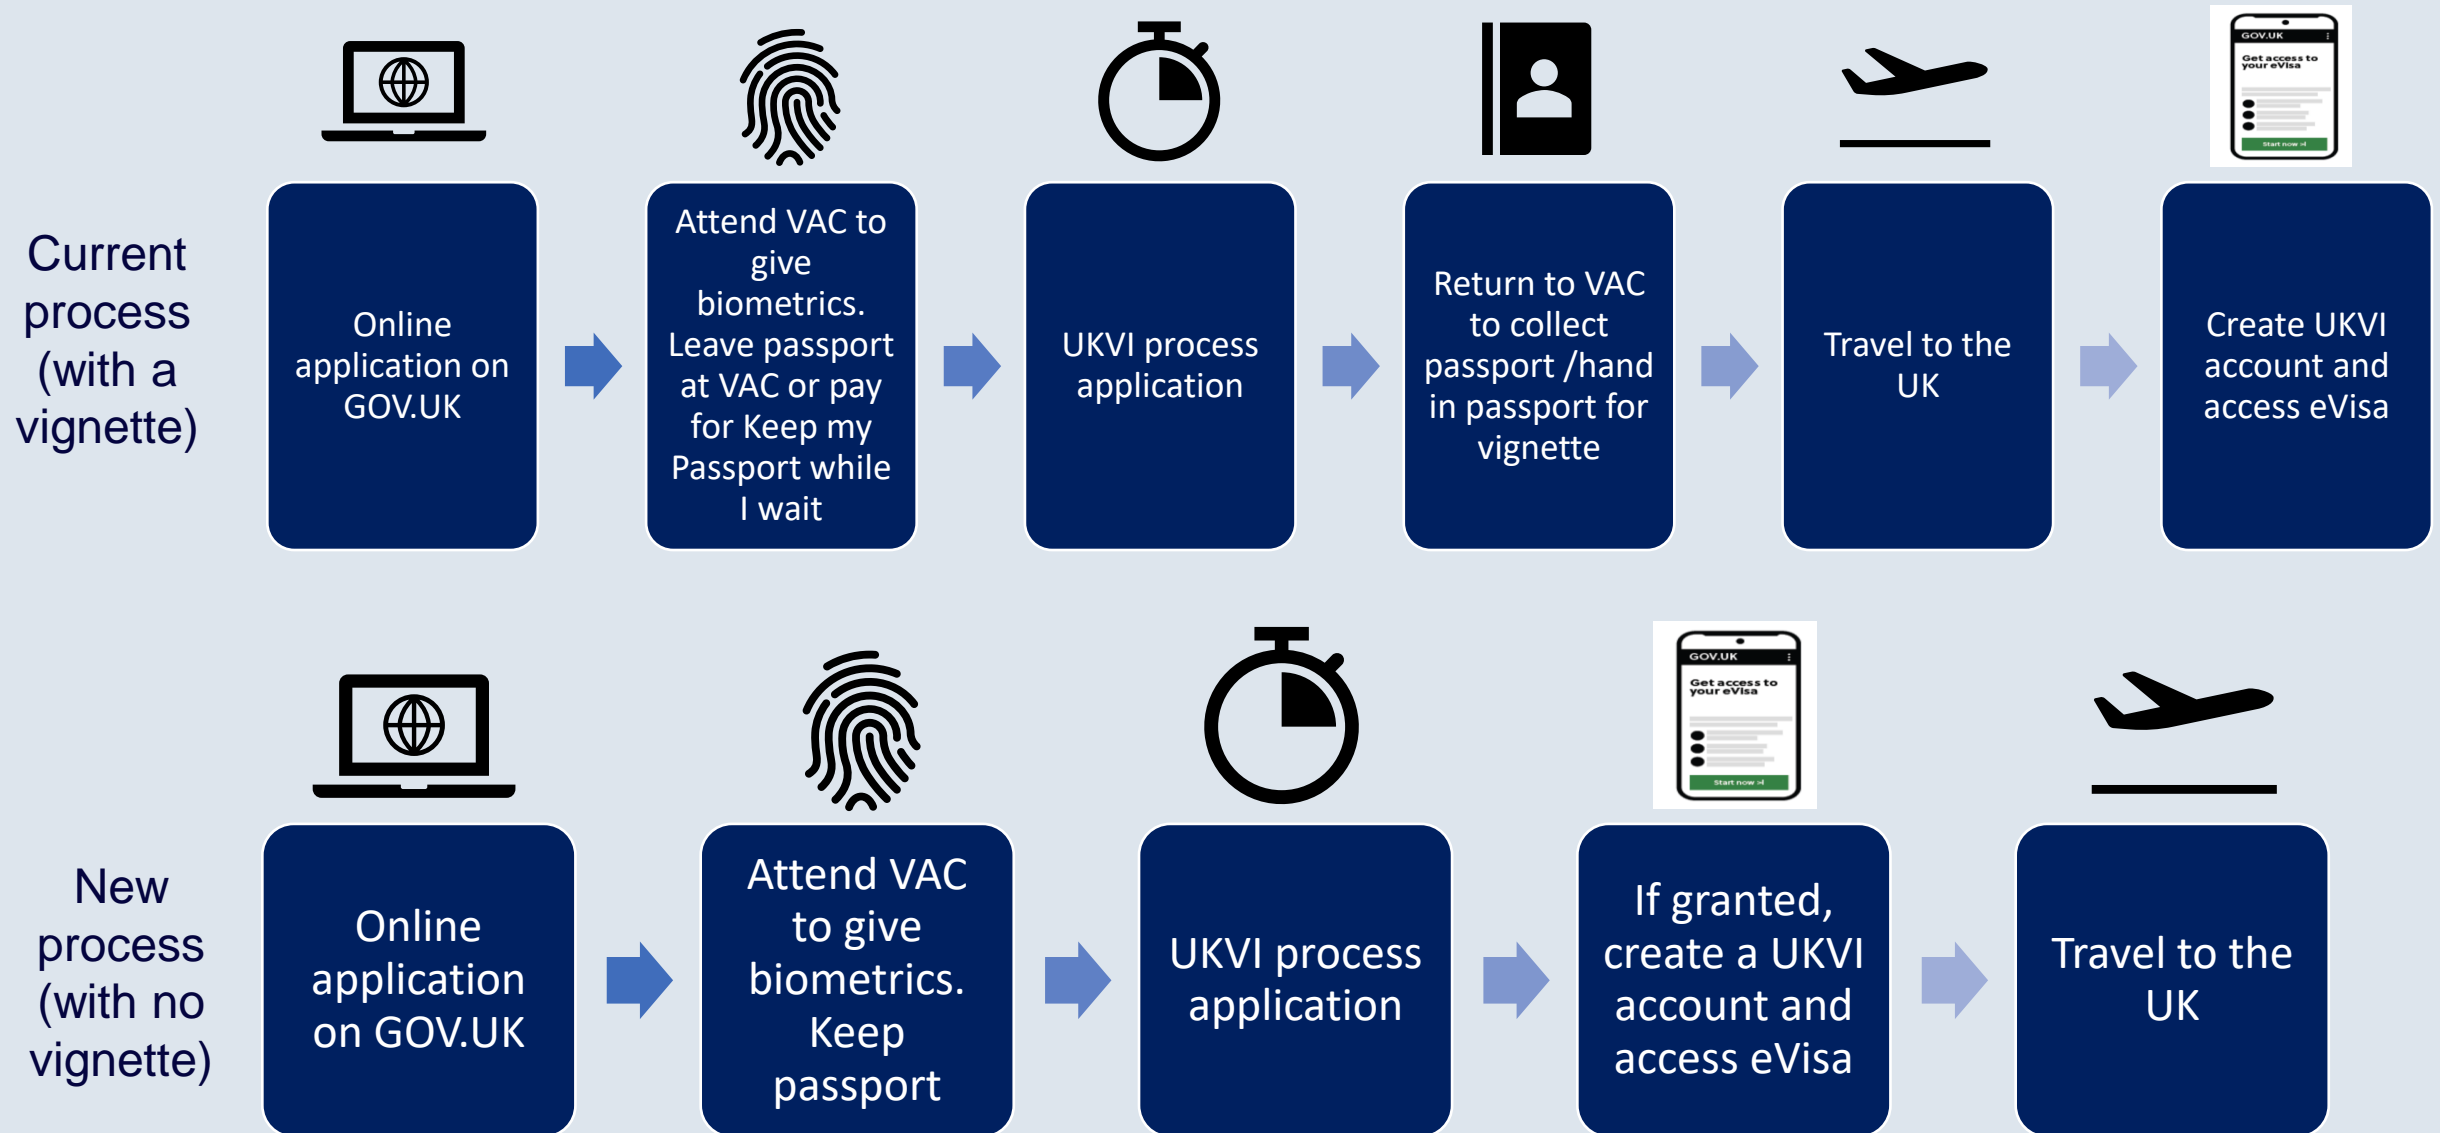 GOV.UK
Get access to
your eVisa
Start now
Current
process
(with a
vignette)
Online
application on
GOV.UK
Attend VAC to
give
biometrics.
Leave passport
at VAC or pay
for Keep my
Passport while
I wait
UKVI process
application
Return to VAC
to collect
passport /hand
in passport for
vignette
Travel to the
UK
Create UKVI
account and
access eVisa
GOV.UK
Get access to
your eVisa
Start now
New
process
(with no
vignette)
Online
application
on GOV.UK
Attend VAC
to give
biometrics.
Keep
passport
UKVI process
application
If granted,
create a UKVI
account and
access eVisa
Travel to the
UK